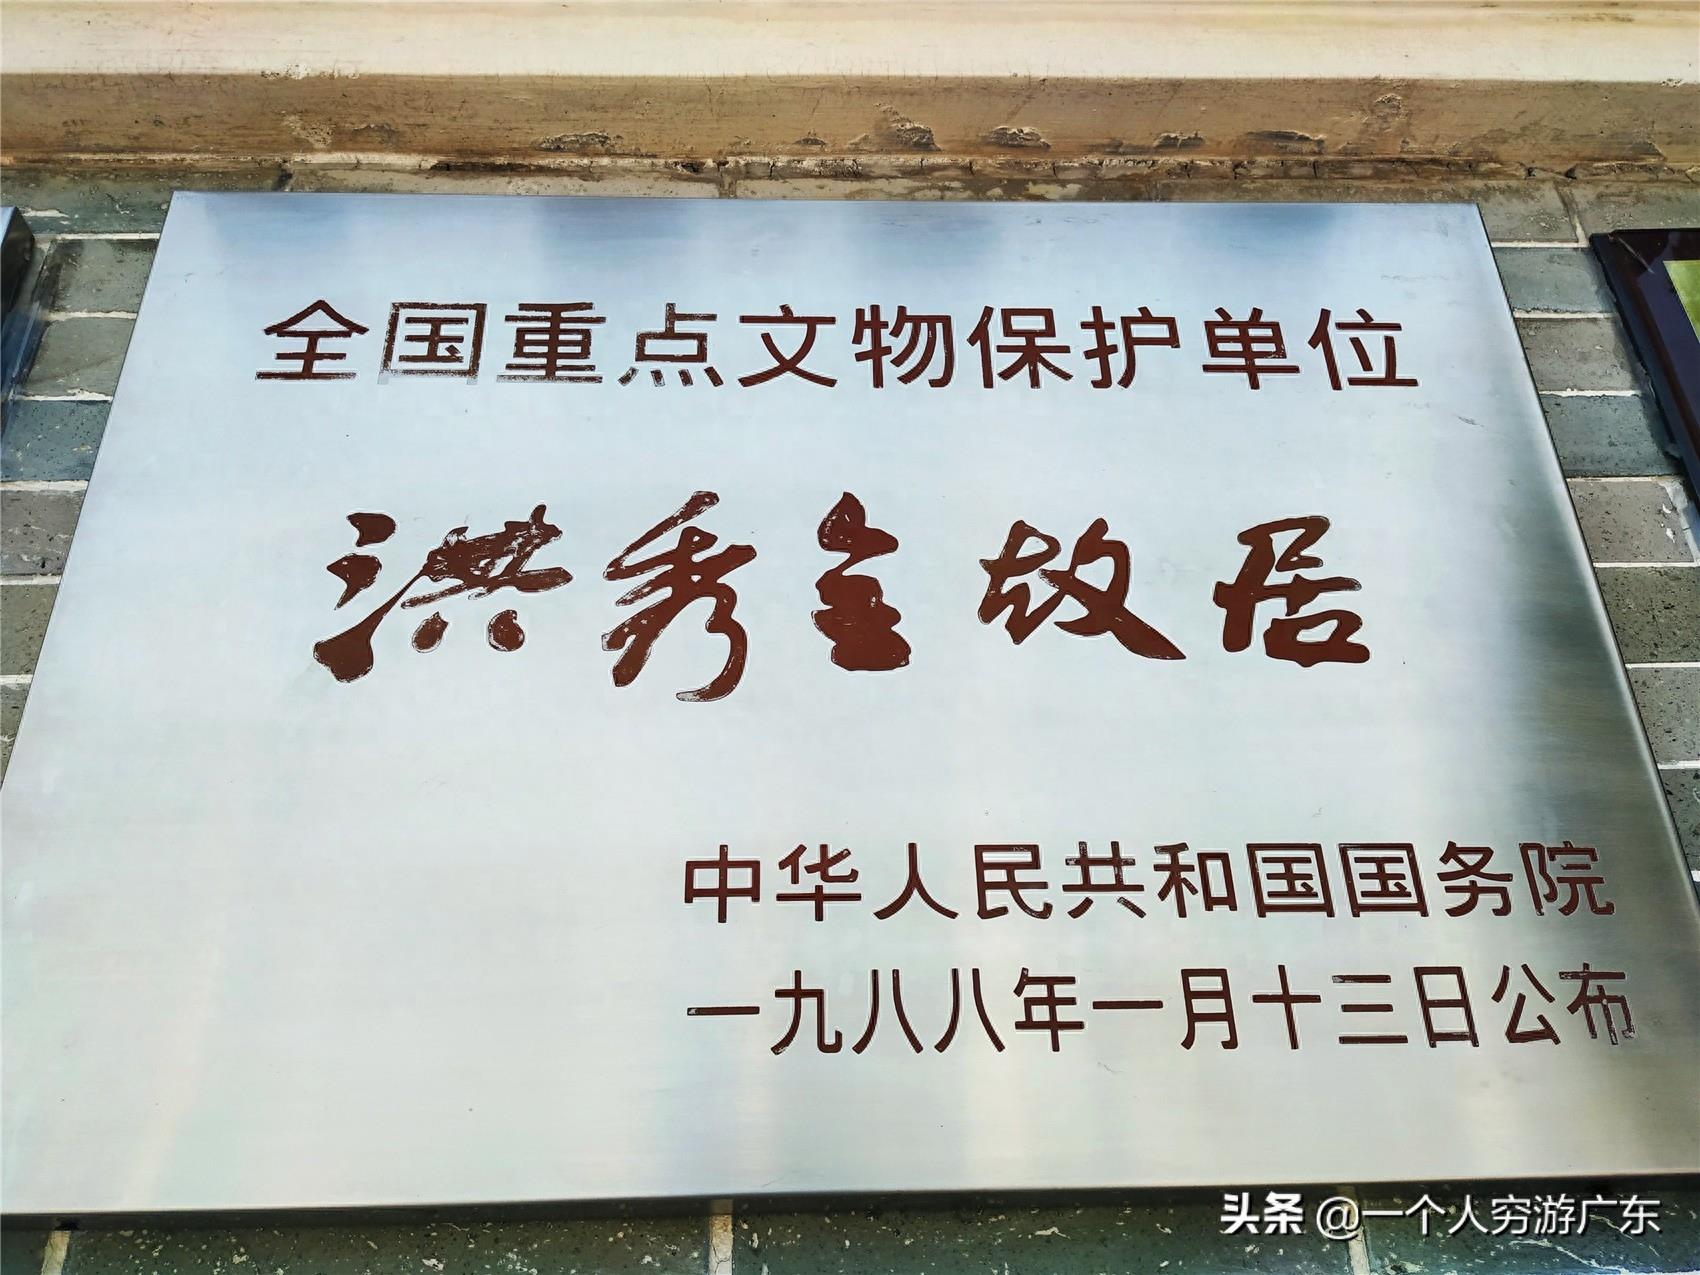 全国重点文物保护单位
洪秀全故居
中华人民共和国国务院
一九八八年一月十三日公布
头条 @一个人穷游广东